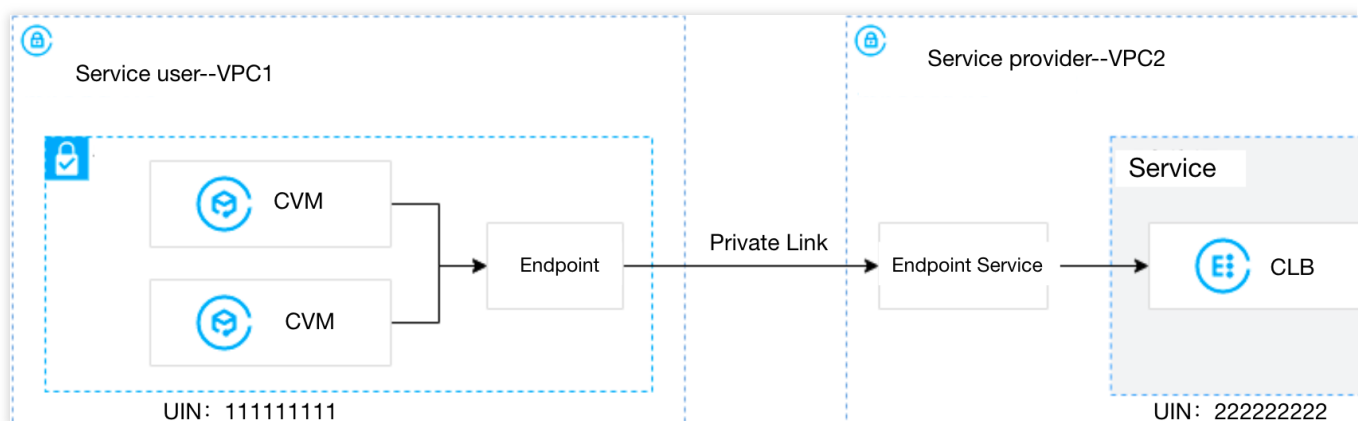 Service user--VPC1
Service provider--VPC2
Service
CVM
CVM
Endpoint
Private Link
Endpoint Service
CLB
UIN：111111111
UIN：222222222